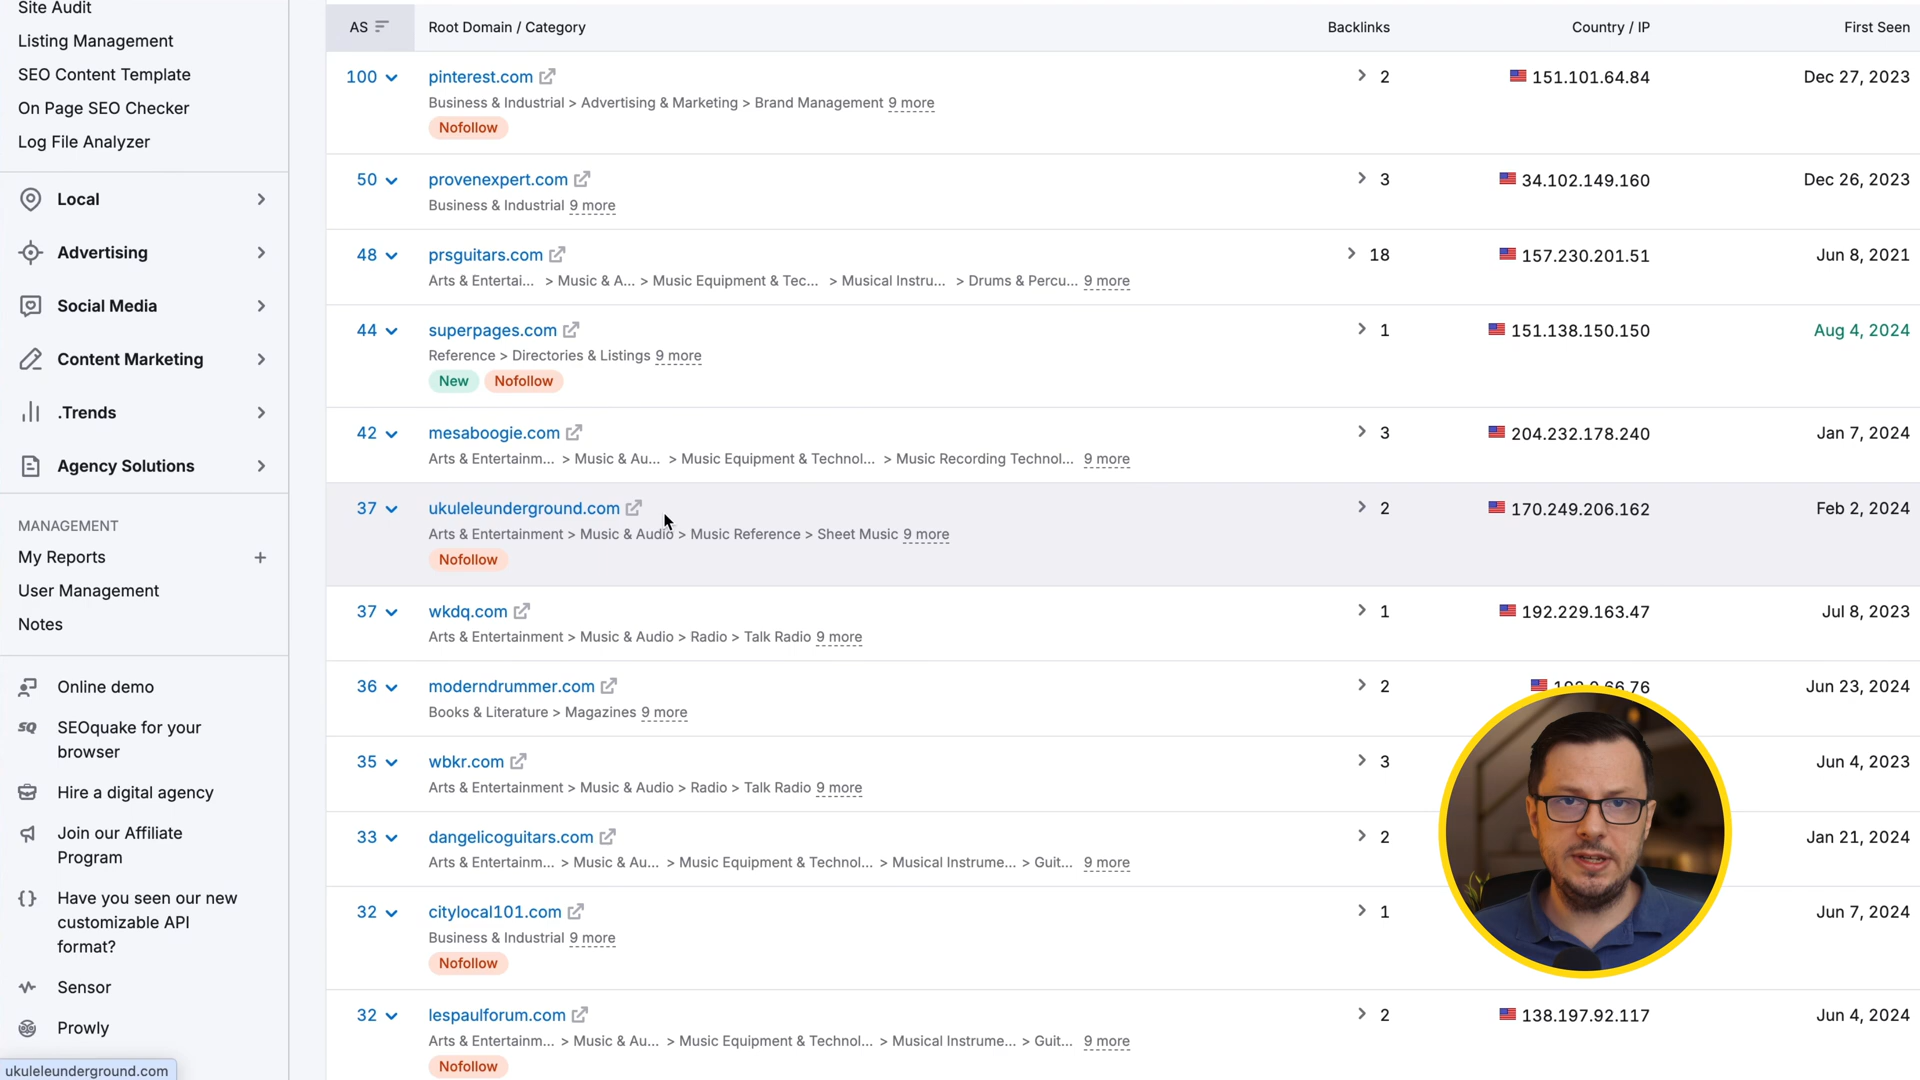 Site Audit
Listing Management
SEO Content Template
On Page SEO Checker
Log File Analyzer
Local
Advertising
Social Media
Content Marketing
.Trends
Agency Solutions
MANAGEMENT
My Reports +
User Management
Notes
Online demo
SQ SEOquake for your
browser
Hire a digital agency
Join our Affiliate
Program
{} Have you seen our new
customizable API
format?
Sensor
Prowly
ukuleleunderground.com
AS Root Domain / Category Backlinks Country / IP First Seen
100 pinterest.com > 2 151.101.64.84 Dec 27, 2023
Business & Industrial > Advertising & Marketing > Brand Management 9 more
Nofollow
50 provenexpert.com > 3 34.102.149.160 Dec 26, 2023
Business & Industrial 9 more
48 prsguitars.com > 18 157.230.201.51 Jun 8, 2021
Arts & Entertai... > Music & A... > Music Equipment & Tec... > Musical Instru... > Drums & Percu... 9 more
44 superpages.com > 1 151.138.150.150 Aug 4, 2024
Reference > Directories & Listings 9 more
New Nofollow
42 mesaboogie.com > 3 204.232.178.240 Jan 7, 2024
Arts & Entertainm... > Music & Au... > Music Equipment & Technol... > Music Recording Technol... 9 more
37 ukuleleunderground.com > 2 170.249.206.162 Feb 2, 2024
Arts & Entertainment > Music & Audio > Music Reference > Sheet Music 9 more
Nofollow
37 wkdq.com > 1 192.229.163.47 Jul 8, 2023
Arts & Entertainment > Music & Audio > Radio > Talk Radio 9 more
36 moderndrummer.com > 2 Jun 23, 2024
Books & Literature > Magazines 9 more
35 wbkr.com > 3 Jun 4, 2023
Arts & Entertainment > Music & Audio > Radio > Talk Radio 9 more
33 dangelicoguitars.com > 2 Jan 21, 2024
Arts & Entertainm... > Music & Au... > Music Equipment & Technol... > Musical Instrume... > Guit... 9 more
32 citylocal101.com > 1 Jun 7, 2024
Business & Industrial 9 more
Nofollow
32 lespaulforum.com > 2 138.197.92.117 Jun 4, 2024
Arts & Entertainm... > Music & Au... > Music Equipment & Technol... > Musical Instrume... > Guit... 9 more
Nofollow